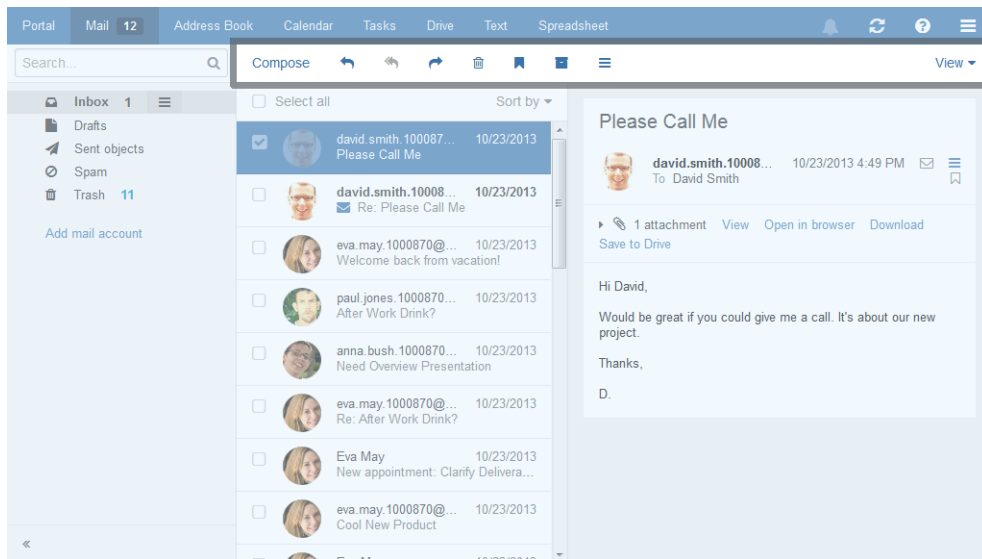 Portal Mail 12 Address Book Calendar Tasks Drive Text Spreadsheet
Search...
Compose View
Inbox 1
Drafts
Sent objects
Spam
Trash 11
Add mail account
Select all Sort by
david.smith.100087... 10/23/2013
Please Call Me
david.smith.10008... 10/23/2013
Re: Please Call Me
eva.may.1000870@... 10/23/2013
Welcome back from vacation!
paul.jones.1000870... 10/23/2013
After Work Drink?
anna.bush.1000870... 10/23/2013
Need Overview Presentation
eva.may.1000870@... 10/23/2013
Re: After Work Drink?
Eva May 10/23/2013
New appointment: Clarify Delivera...
eva.may.1000870@... 10/23/2013
Cool New Product
Please Call Me
david.smith.10008... 10/23/2013 4:49 PM
To David Smith
1 attachment View Open in browser Download
Save to Drive
Hi David,
Would be great if you could give me a call. It's about our new
project.
Thanks,
D.